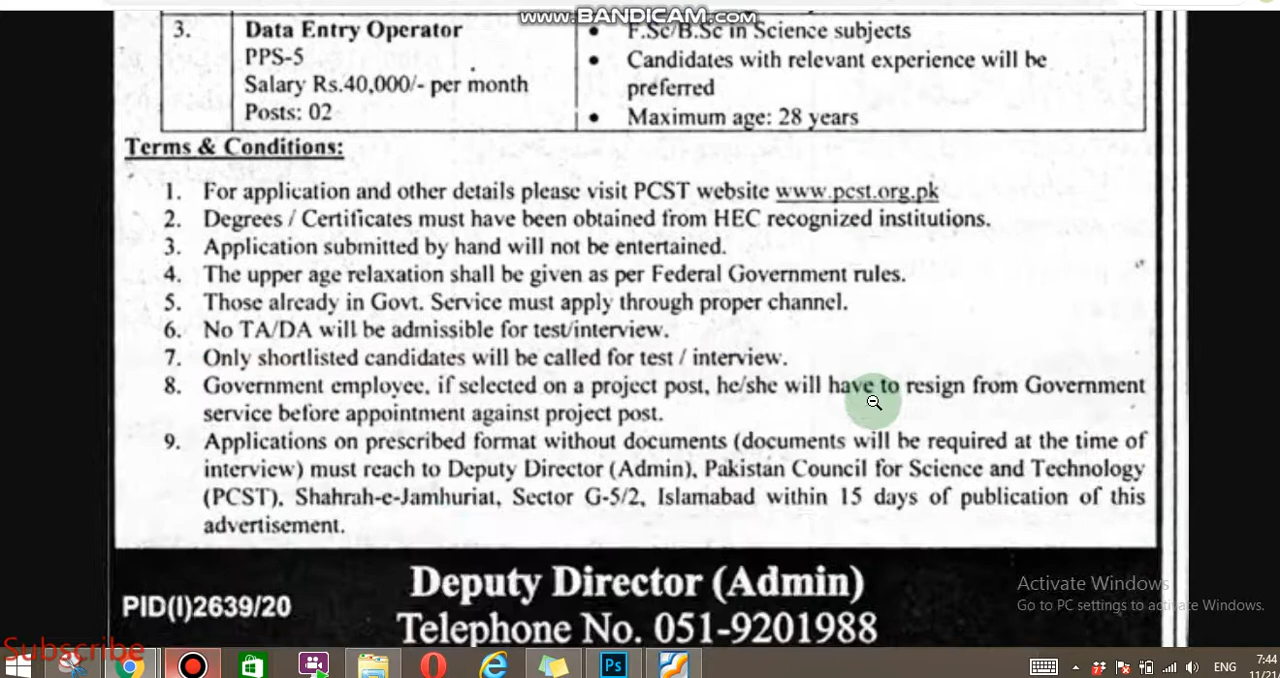 www.BANDICAM.com
3. Data Entry Operator
PPS-5
Salary Rs.40,000/- per month
Posts: 02
• F.Sc/B.Sc in Science subjects
• Candidates with relevant experience will be
preferred
• Maximum age: 28 years
Terms & Conditions:
1. For application and other details please visit PCST website www.pcst.org.pk
2. Degrees / Certificates must have been obtained from HEC recognized institutions.
3. Application submitted by hand will not be entertained.
4. The upper age relaxation shall be given as per Federal Government rules.
5. Those already in Govt. Service must apply through proper channel.
6. No TA/DA will be admissible for test/interview.
7. Only shortlisted candidates will be called for test / interview.
8. Government employee, if selected on a project post, he/she will have to resign from Government
service before appointment against project post.
9. Applications on prescribed format without documents (documents will be required at the time of
interview) must reach to Deputy Director (Admin), Pakistan Council for Science and Technology
(PCST), Shahrah-e-Jamhuriat, Sector G-5/2, Islamabad within 15 days of publication of this
advertisement.
Deputy Director (Admin)
PID(I)2639/20
Telephone No. 051-9201988
Activate Windows
Go to PC settings to activate Windows.
Subscribe
Ps
ENG
7:44
11/21